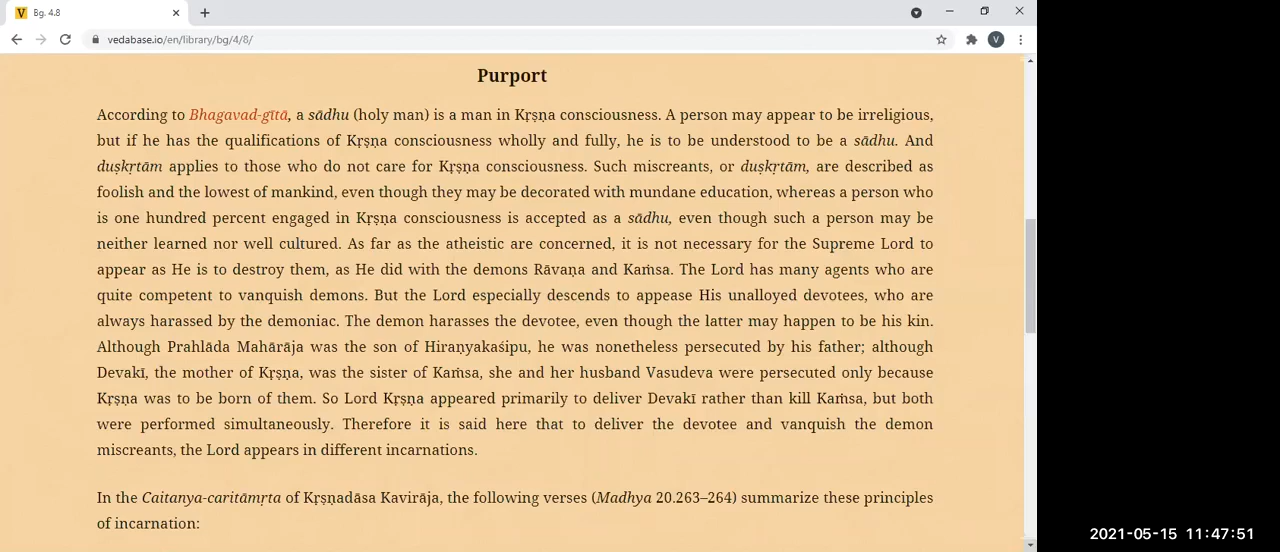 Bg. 4.8
vedabase.io/en/library/bg/4/8/
V
Purport
According to Bhagavad-gītā, a sādhu (holy man) is a man in Kṛṣṇa consciousness. A person may appear to be irreligious,
but if he has the qualifications of Kṛṣṇa consciousness wholly and fully, he is to be understood to be a sādhu. And
duṣkṛtām applies to those who do not care for Kṛṣṇa consciousness. Such miscreants, or duṣkṛtām, are described as
foolish and the lowest of mankind, even though they may be decorated with mundane education, whereas a person who
is one hundred percent engaged in Kṛṣṇa consciousness is accepted as a sādhu, even though such a person may be
neither learned nor well cultured. As far as the atheistic are concerned, it is not necessary for the Supreme Lord to
appear as He is to destroy them, as He did with the demons Rāvaṇa and Kaṁsa. The Lord has many agents who are
quite competent to vanquish demons. But the Lord especially descends to appease His unalloyed devotees, who are
always harassed by the demoniac. The demon harasses the devotee, even though the latter may happen to be his kin.
Although Prahlāda Mahārāja was the son of Hiraṇyakaśipu, he was nonetheless persecuted by his father; although
Devakī, the mother of Kṛṣṇa, was the sister of Kaṁsa, she and her husband Vasudeva were persecuted only because
Kṛṣṇa was to be born of them. So Lord Kṛṣṇa appeared primarily to deliver Devakī rather than kill Kaṁsa, but both
were performed simultaneously. Therefore it is said here that to deliver the devotee and vanquish the demon
miscreants, the Lord appears in different incarnations.
In the Caitanya-caritāmṛta of Kṛṣṇadāsa Kavirāja, the following verses (Madhya 20.263–264) summarize these principles
of incarnation:
2021-05-15 11:47:51